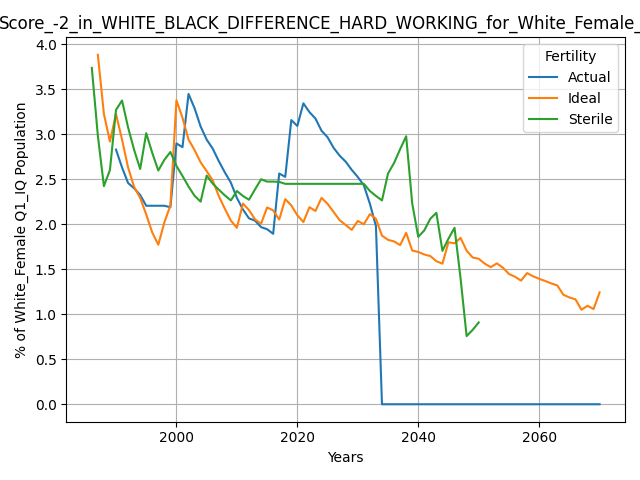 Score_-2_in_WHITE_BLACK_DIFFERENCE_HARD_WORKING_for_White_Female_
Fertility
Actual
Ideal
Sterile
4.0
3.5
3.0
2.5
2.0
1.5
1.0
0.5
0.0
% of White_Female Q1_IQ Population
2000
2020
2040
2060
Years